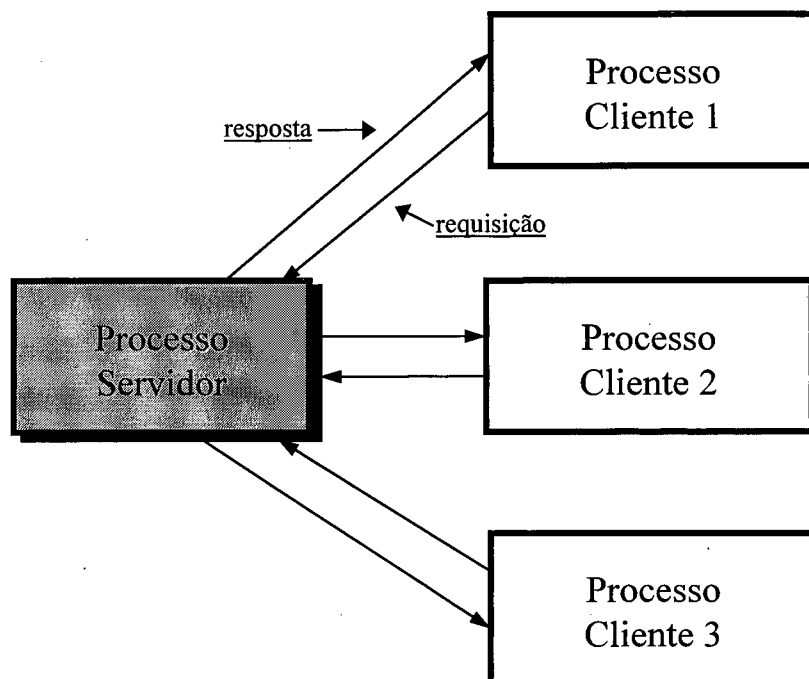 Processo
Cliente 1
resposta
requisição
Processo
Servidor
Processo
Cliente 2
Processo
Cliente 3